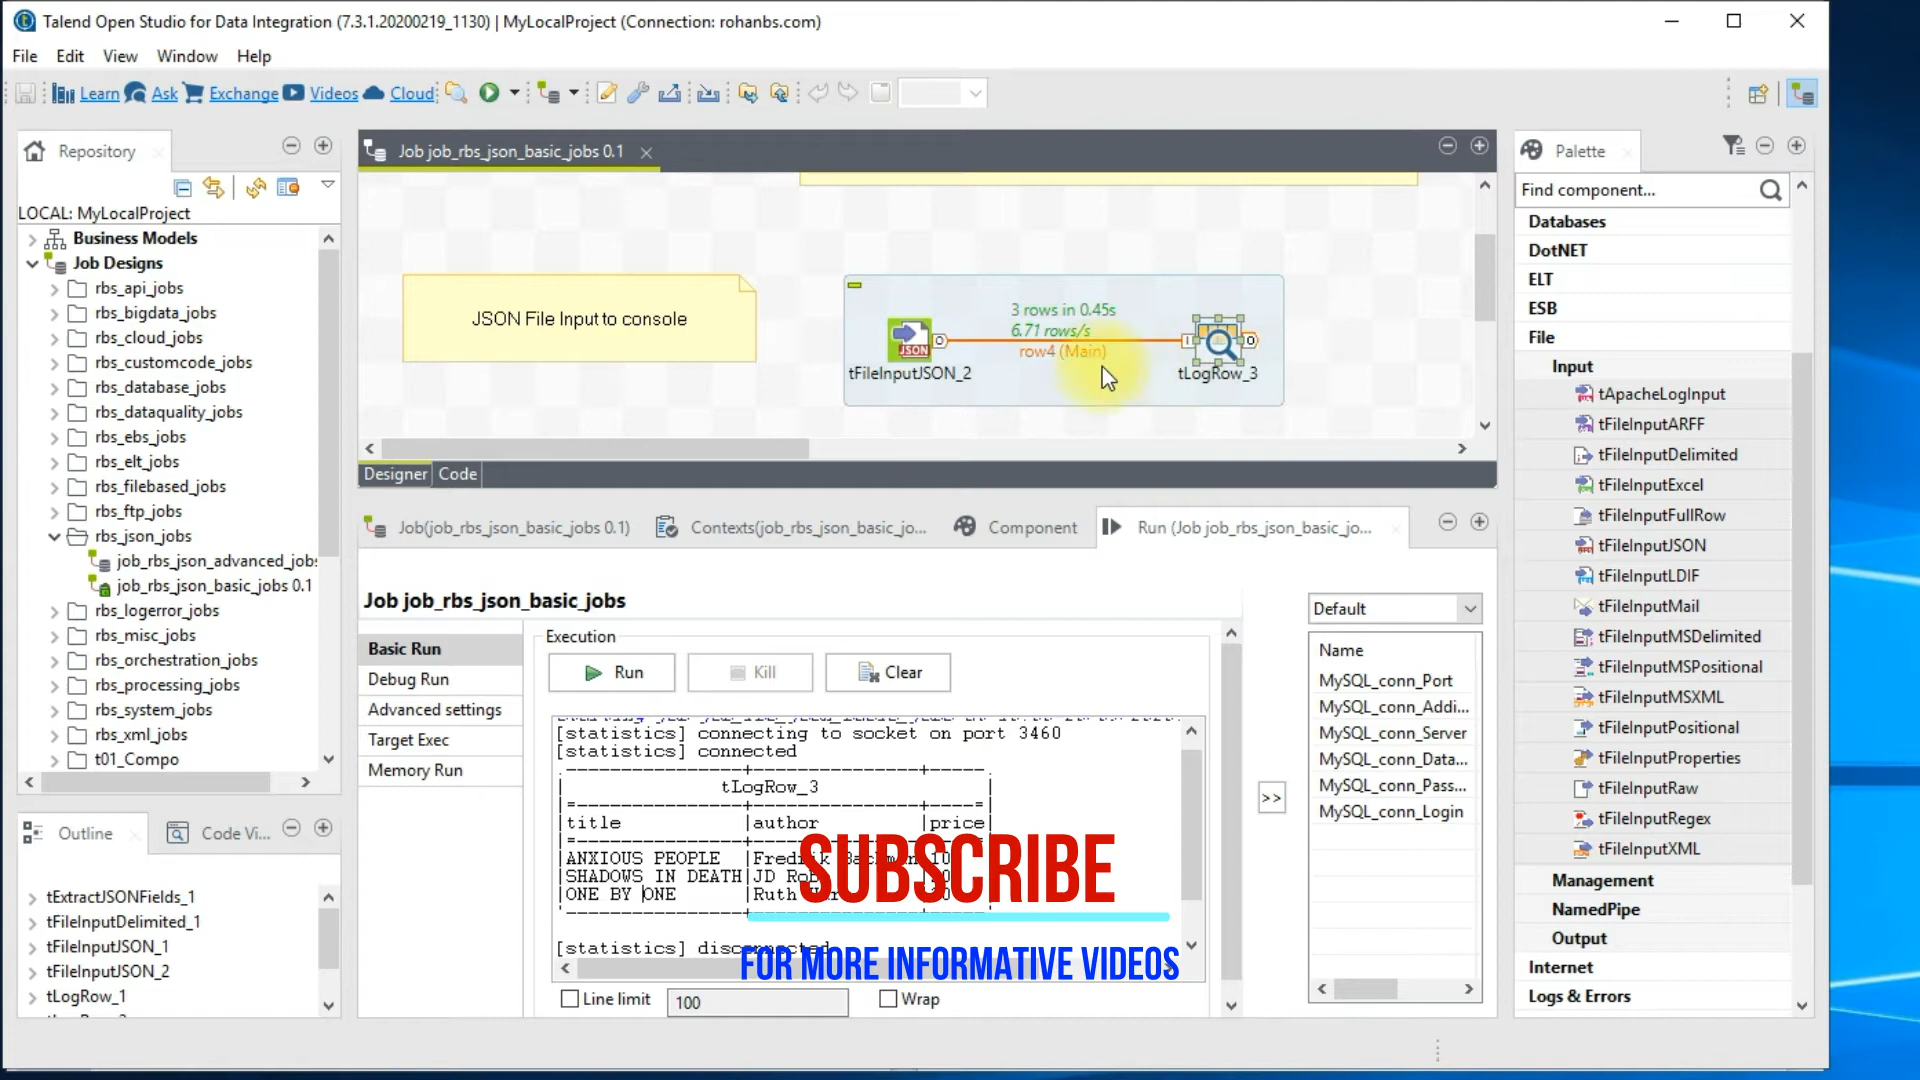 Talend Open Studio for Data Integration (7.3.1.20200219_1130) | MyLocalProject (Connection: rohanbs.com)
File Edit View Window Help
Learn Ask Exchange Videos Cloud
Repository
LOCAL: MyLocalProject
Business Models
Job Designs
rbs_api_jobs
rbs_bigdata_jobs
rbs_cloud_jobs
rbs_customcode_jobs
rbs_database_jobs
rbs_dataquality_jobs
rbs_ebs_jobs
rbs_elt_jobs
rbs_filebased_jobs
rbs_ftp_jobs
rbs_json_jobs
job_rbs_json_advanced_jobs
job_rbs_json_basic_jobs 0.1
rbs_logerror_jobs
rbs_misc_jobs
rbs_orchestration_jobs
rbs_processing_jobs
rbs_system_jobs
rbs_xml_jobs
t01_Compo
Outline Code Vi...
tExtractJSONFields_1
tFileInputDelimited_1
tFileInputJSON_1
tFileInputJSON_2
tLogRow_1
Job job_rbs_json_basic_jobs 0.1
JSON File Input to console
3 rows in 0.45s
6.71 rows/s
row4 (Main)
JSON
tFileInputJSON_2
tLogRow_3
Designer Code
Job(job_rbs_json_basic_jobs 0.1) Contexts(job_rbs_json_basic_jo... Component Run (Job job_rbs_json_basic_jo...
Job job_rbs_json_basic_jobs
Basic Run
Debug Run
Advanced settings
Target Exec
Memory Run
Execution
Run Kill Clear
[statistics] connecting to socket on port 3460
[statistics] connected
tLogRow_3
title |author |price
ANXIOUS PEOPLE |Fredrik Backman 10
SHADOWS IN DEATH|JD
ONE BY ONE |Ruth
[statistics] disconnected
SUBSCRIBE
FOR MORE INFORMATIVE VIDEOS
Line limit 100 Wrap
>>
Default
Name
MySQL_conn_Port
MySQL_conn_Addi...
MySQL_conn_Server
MySQL_conn_Data...
MySQL_conn_Pass...
MySQL_conn_Login
Palette
Find component...
Databases
DotNET
ELT
ESB
File
Input
tApacheLogInput
tFileInputARFF
tFileInputDelimited
tFileInputExcel
tFileInputFullRow
tFileInputJSON
tFileInputLDIF
tFileInputMail
tFileInputMSDelimited
tFileInputMSPositional
tFileInputMSXML
tFileInputPositional
tFileInputProperties
tFileInputRaw
tFileInputRegex
tFileInputXML
Management
NamedPipe
Output
Internet
Logs & Errors